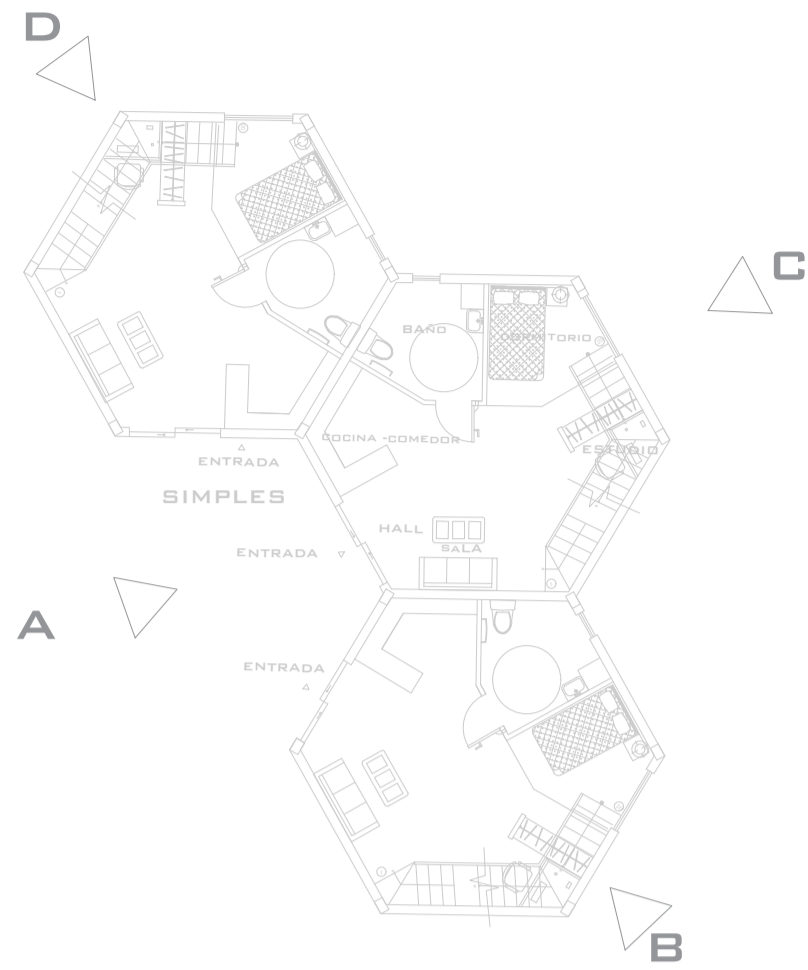 D
C
BAÑO
DORMITORIO
COCINA -COMEDOR
ESTUDIO
ENTRADA
SIMPLES
HALL
SALA
ENTRADA
A
ENTRADA
B